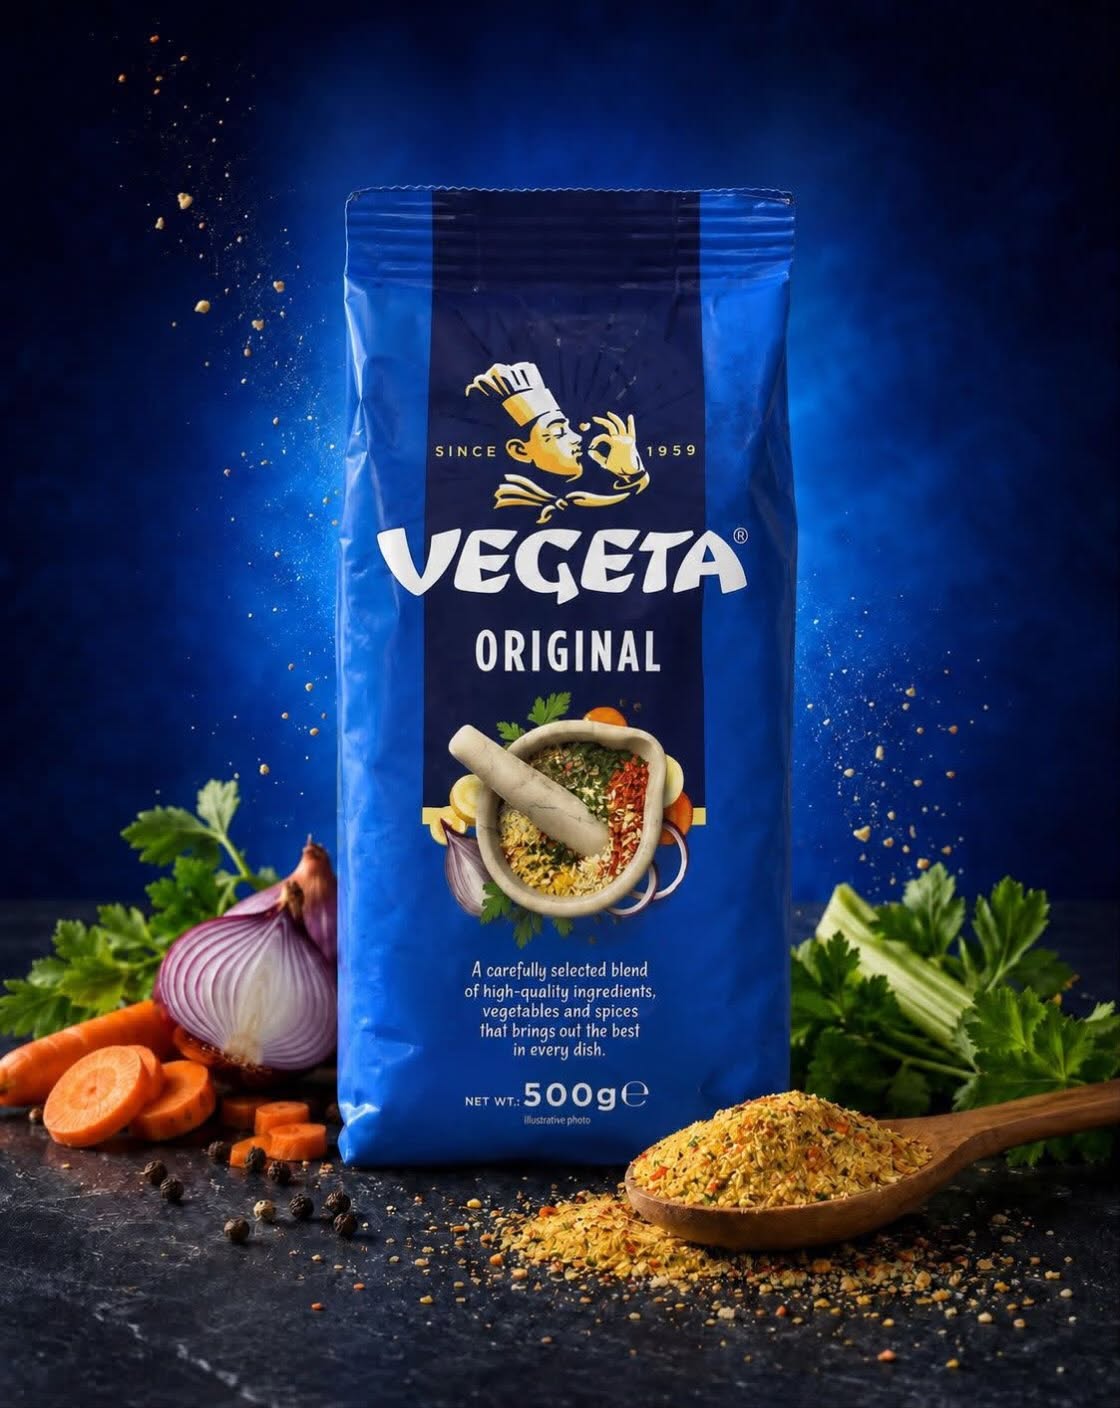 SINCE 1959
VEGETA®
ORIGINAL
A carefully selected blend
of high-quality ingredients,
vegetables and spices
that brings out the best
in every dish.
NET WT.: 500g℮
illustrative photo